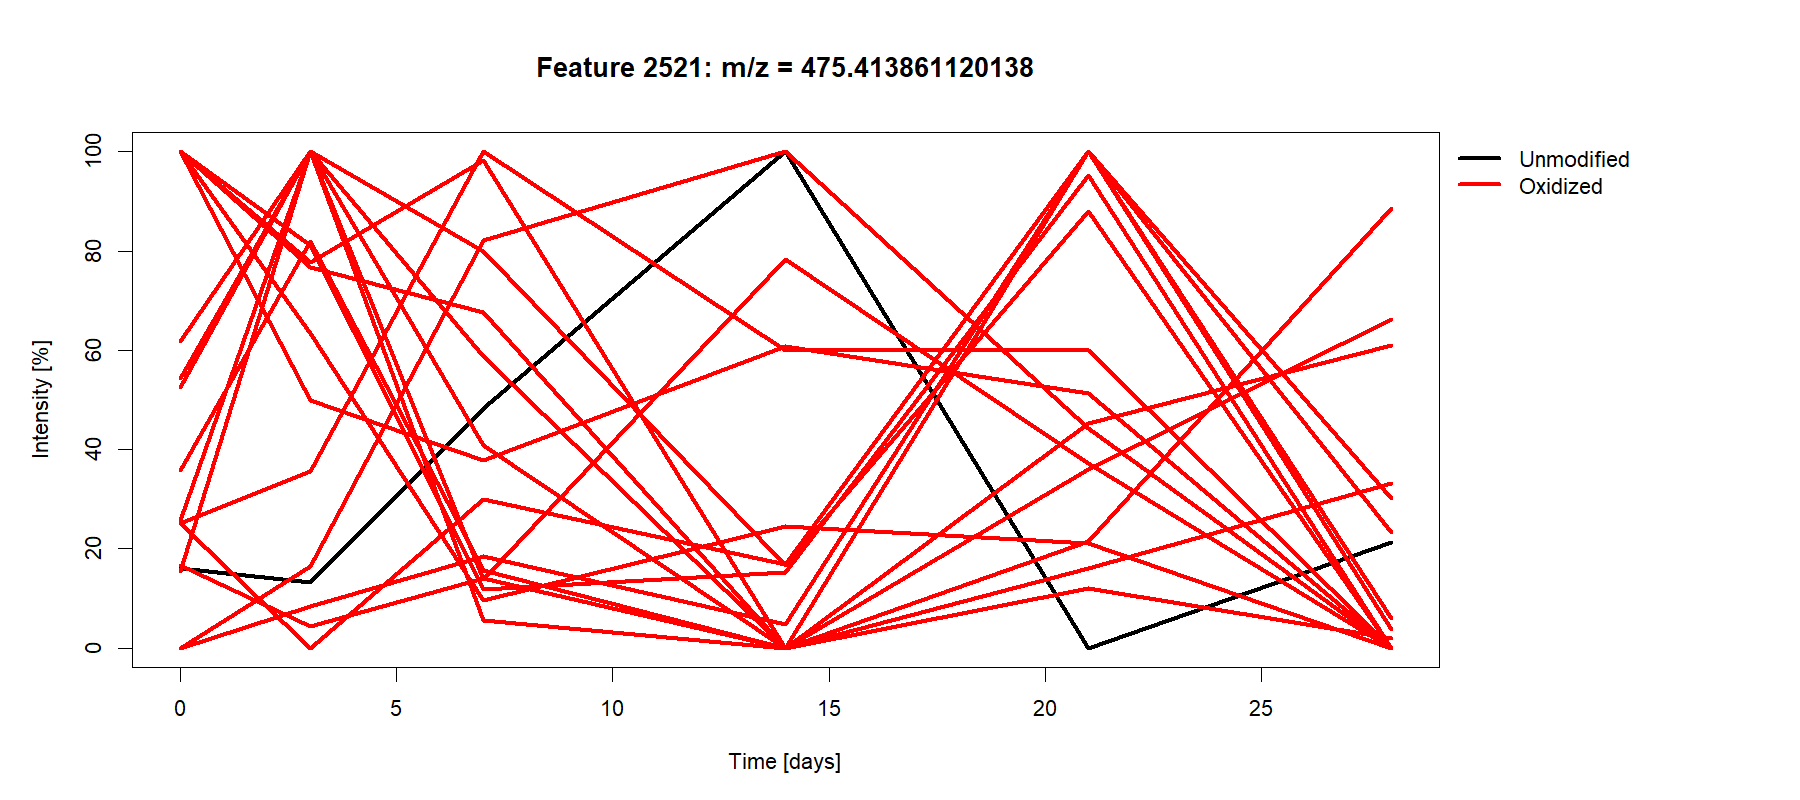 Feature 2521: m/z = 475.413861120138
Unmodified
Oxidized
Intensity [%]
100
80
60
40
20
0
0 5 10 15 20 25
Time [days]